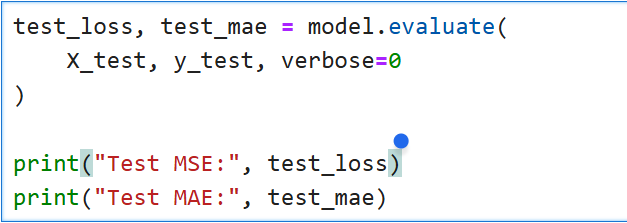 test_loss, test_mae = model.evaluate(
    X_test, y_test, verbose=0
)
print("Test MSE:", test_loss)
print("Test MAE:", test_mae)